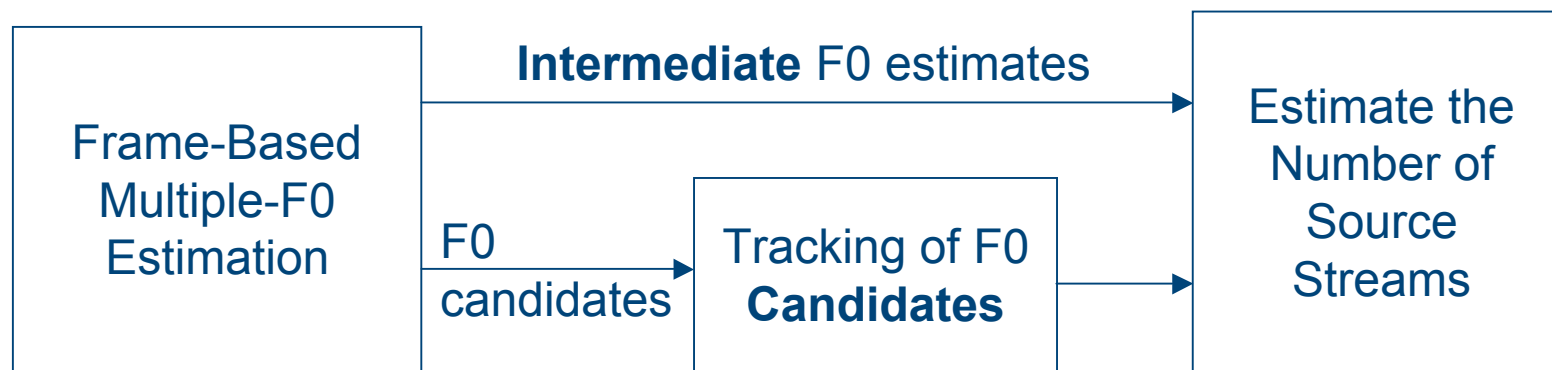 Frame-Based
Multiple-F0
Estimation
Intermediate F0 estimates
F0
candidates
Tracking of F0
Candidates
Estimate the
Number of
Source
Streams